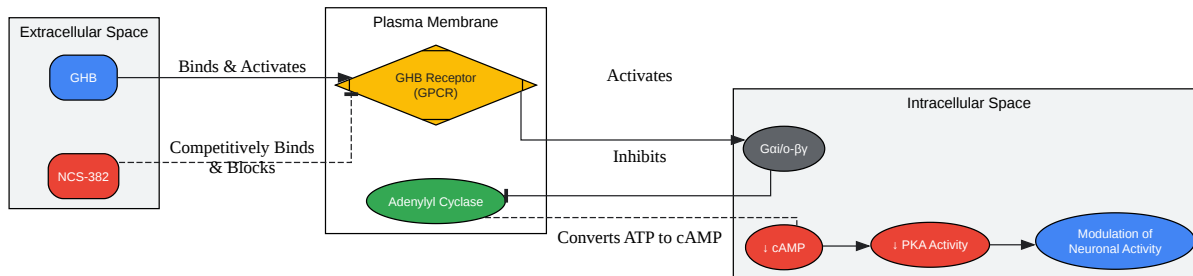 Extracellular Space
Plasma Membrane
GHB
Binds & Activates
GHB Receptor
(GPCR)
Activates
Intracellular Space
Competitively Binds
& Blocks
NCS-382
Inhibits
Gαi/o-βγ
Adenylyl Cyclase
Converts ATP to cAMP
↓ cAMP
↓ PKA Activity
Modulation of
Neuronal Activity